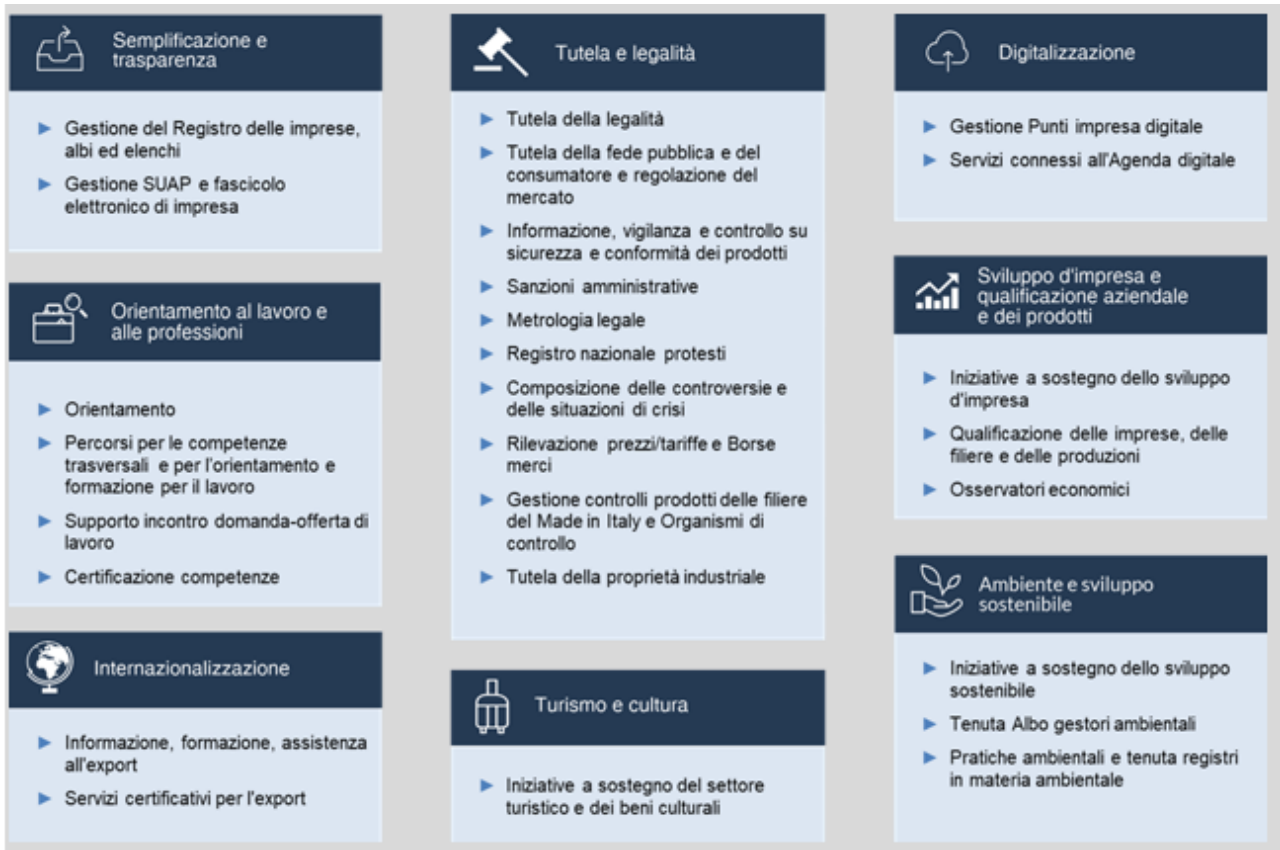 Semplificazione e
trasparenza
Gestione del Registro delle imprese,
albi ed elenchi
Gestione SUAP e fascicolo
elettronico di impresa
Orientamento al lavoro e
alle professioni
Orientamento
Percorsi per le competenze
trasversali e per l'orientamento e
formazione per il lavoro
Supporto incontro domanda-offerta di
lavoro
Certificazione competenze
Internazionalizzazione
Informazione, formazione, assistenza
all'export
Servizi certificativi per l'export
Tutela e legalità
Tutela della legalità
Tutela della fede pubblica e del
consumatore e regolazione del
mercato
Informazione, vigilanza e controllo su
sicurezza e conformità dei prodotti
Sanzioni amministrative
Metrologia legale
Registro nazionale protesti
Composizione delle controversie e
delle situazioni di crisi
Rilevazione prezzi/tariffe e Borse
merci
Gestione controlli prodotti delle filiere
del Made in Italy e Organismi di
controllo
Tutela della proprietà industriale
Turismo e cultura
Iniziative a sostegno del settore
turistico e dei beni culturali
Digitalizzazione
Gestione Punti impresa digitale
Servizi connessi all'Agenda digitale
Sviluppo d'impresa e
qualificazione aziendale
e dei prodotti
Iniziative a sostegno dello sviluppo
d'impresa
Qualificazione delle imprese, delle
filiere e delle produzioni
Osservatori economici
Ambiente e sviluppo
sostenibile
Iniziative a sostegno dello sviluppo
sostenibile
Tenuta Albo gestori ambientali
Pratiche ambientali e tenuta registri
in materia ambientale